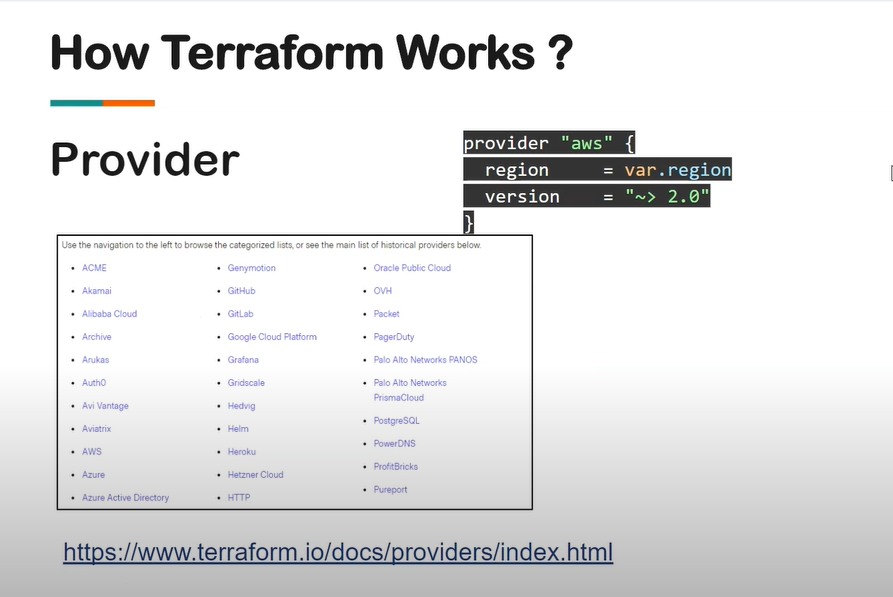 How Terraform Works ?
Provider
provider "aws" {
region = var.region
version = "~> 2.0"
}
Use the navigation to the left to browse the categorized lists, or see the main list of historical providers below.
ACME
Akamai
Alibaba Cloud
Archive
Arukas
Auth0
Avi Vantage
Aviatrix
AWS
Azure
Azure Active Directory
Genymotion
GitHub
GitLab
Google Cloud Platform
Grafana
Gridscale
Hedvig
Helm
Heroku
Hetzner Cloud
HTTP
Oracle Public Cloud
OVH
Packet
PagerDuty
Palo Alto Networks PANOS
Palo Alto Networks
PrismaCloud
PostgreSQL
PowerDNS
ProfitBricks
Pureport
https://www.terraform.io/docs/providers/index.html